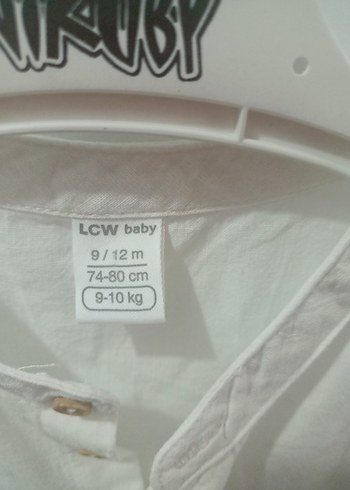 LCW baby
9 / 12 m
74-80 cm
9-10 kg